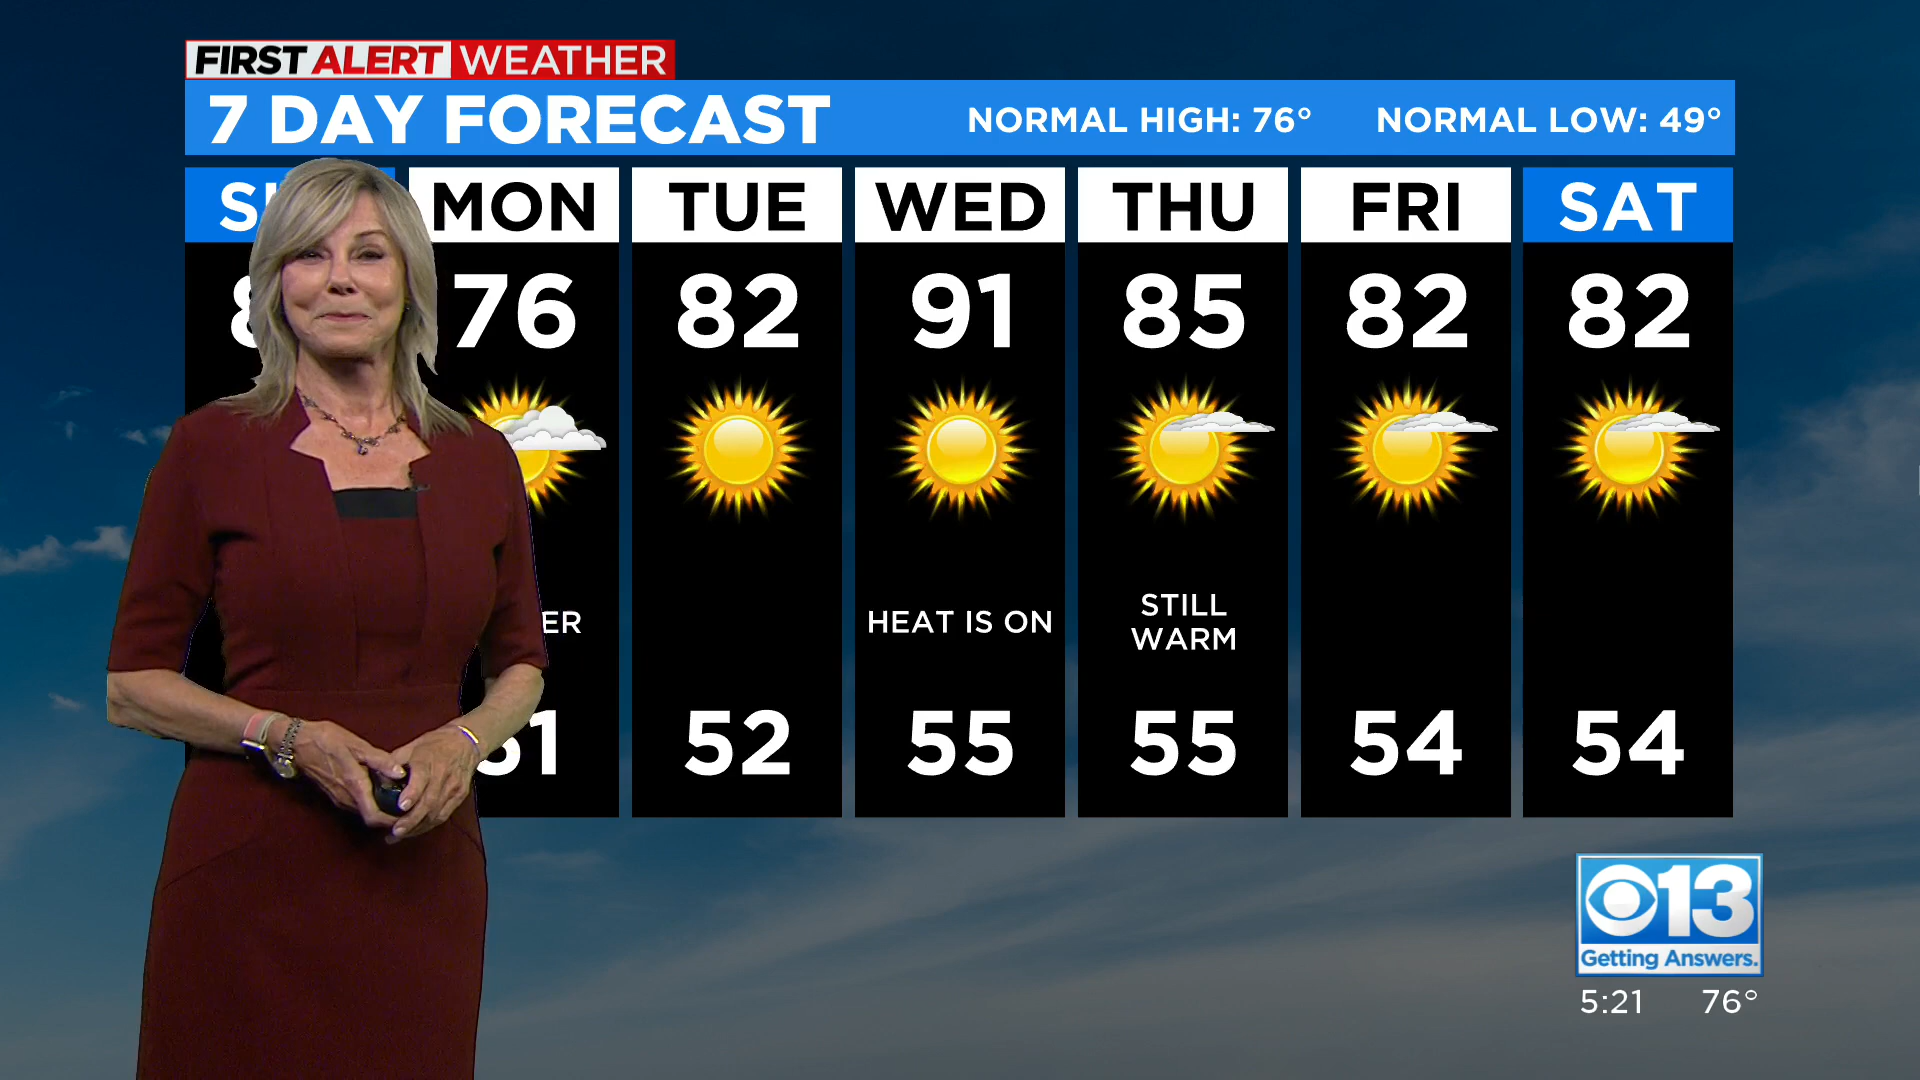 FIRST ALERT WEATHER
7 DAY FORECAST NORMAL HIGH: 76° NORMAL LOW: 49°
MON TUE WED THU FRI SAT
76 82 91 85 82 82
HEAT IS ON
STILL
WARM
52 55 55 54 54
13
Getting Answers.
5:21 76°